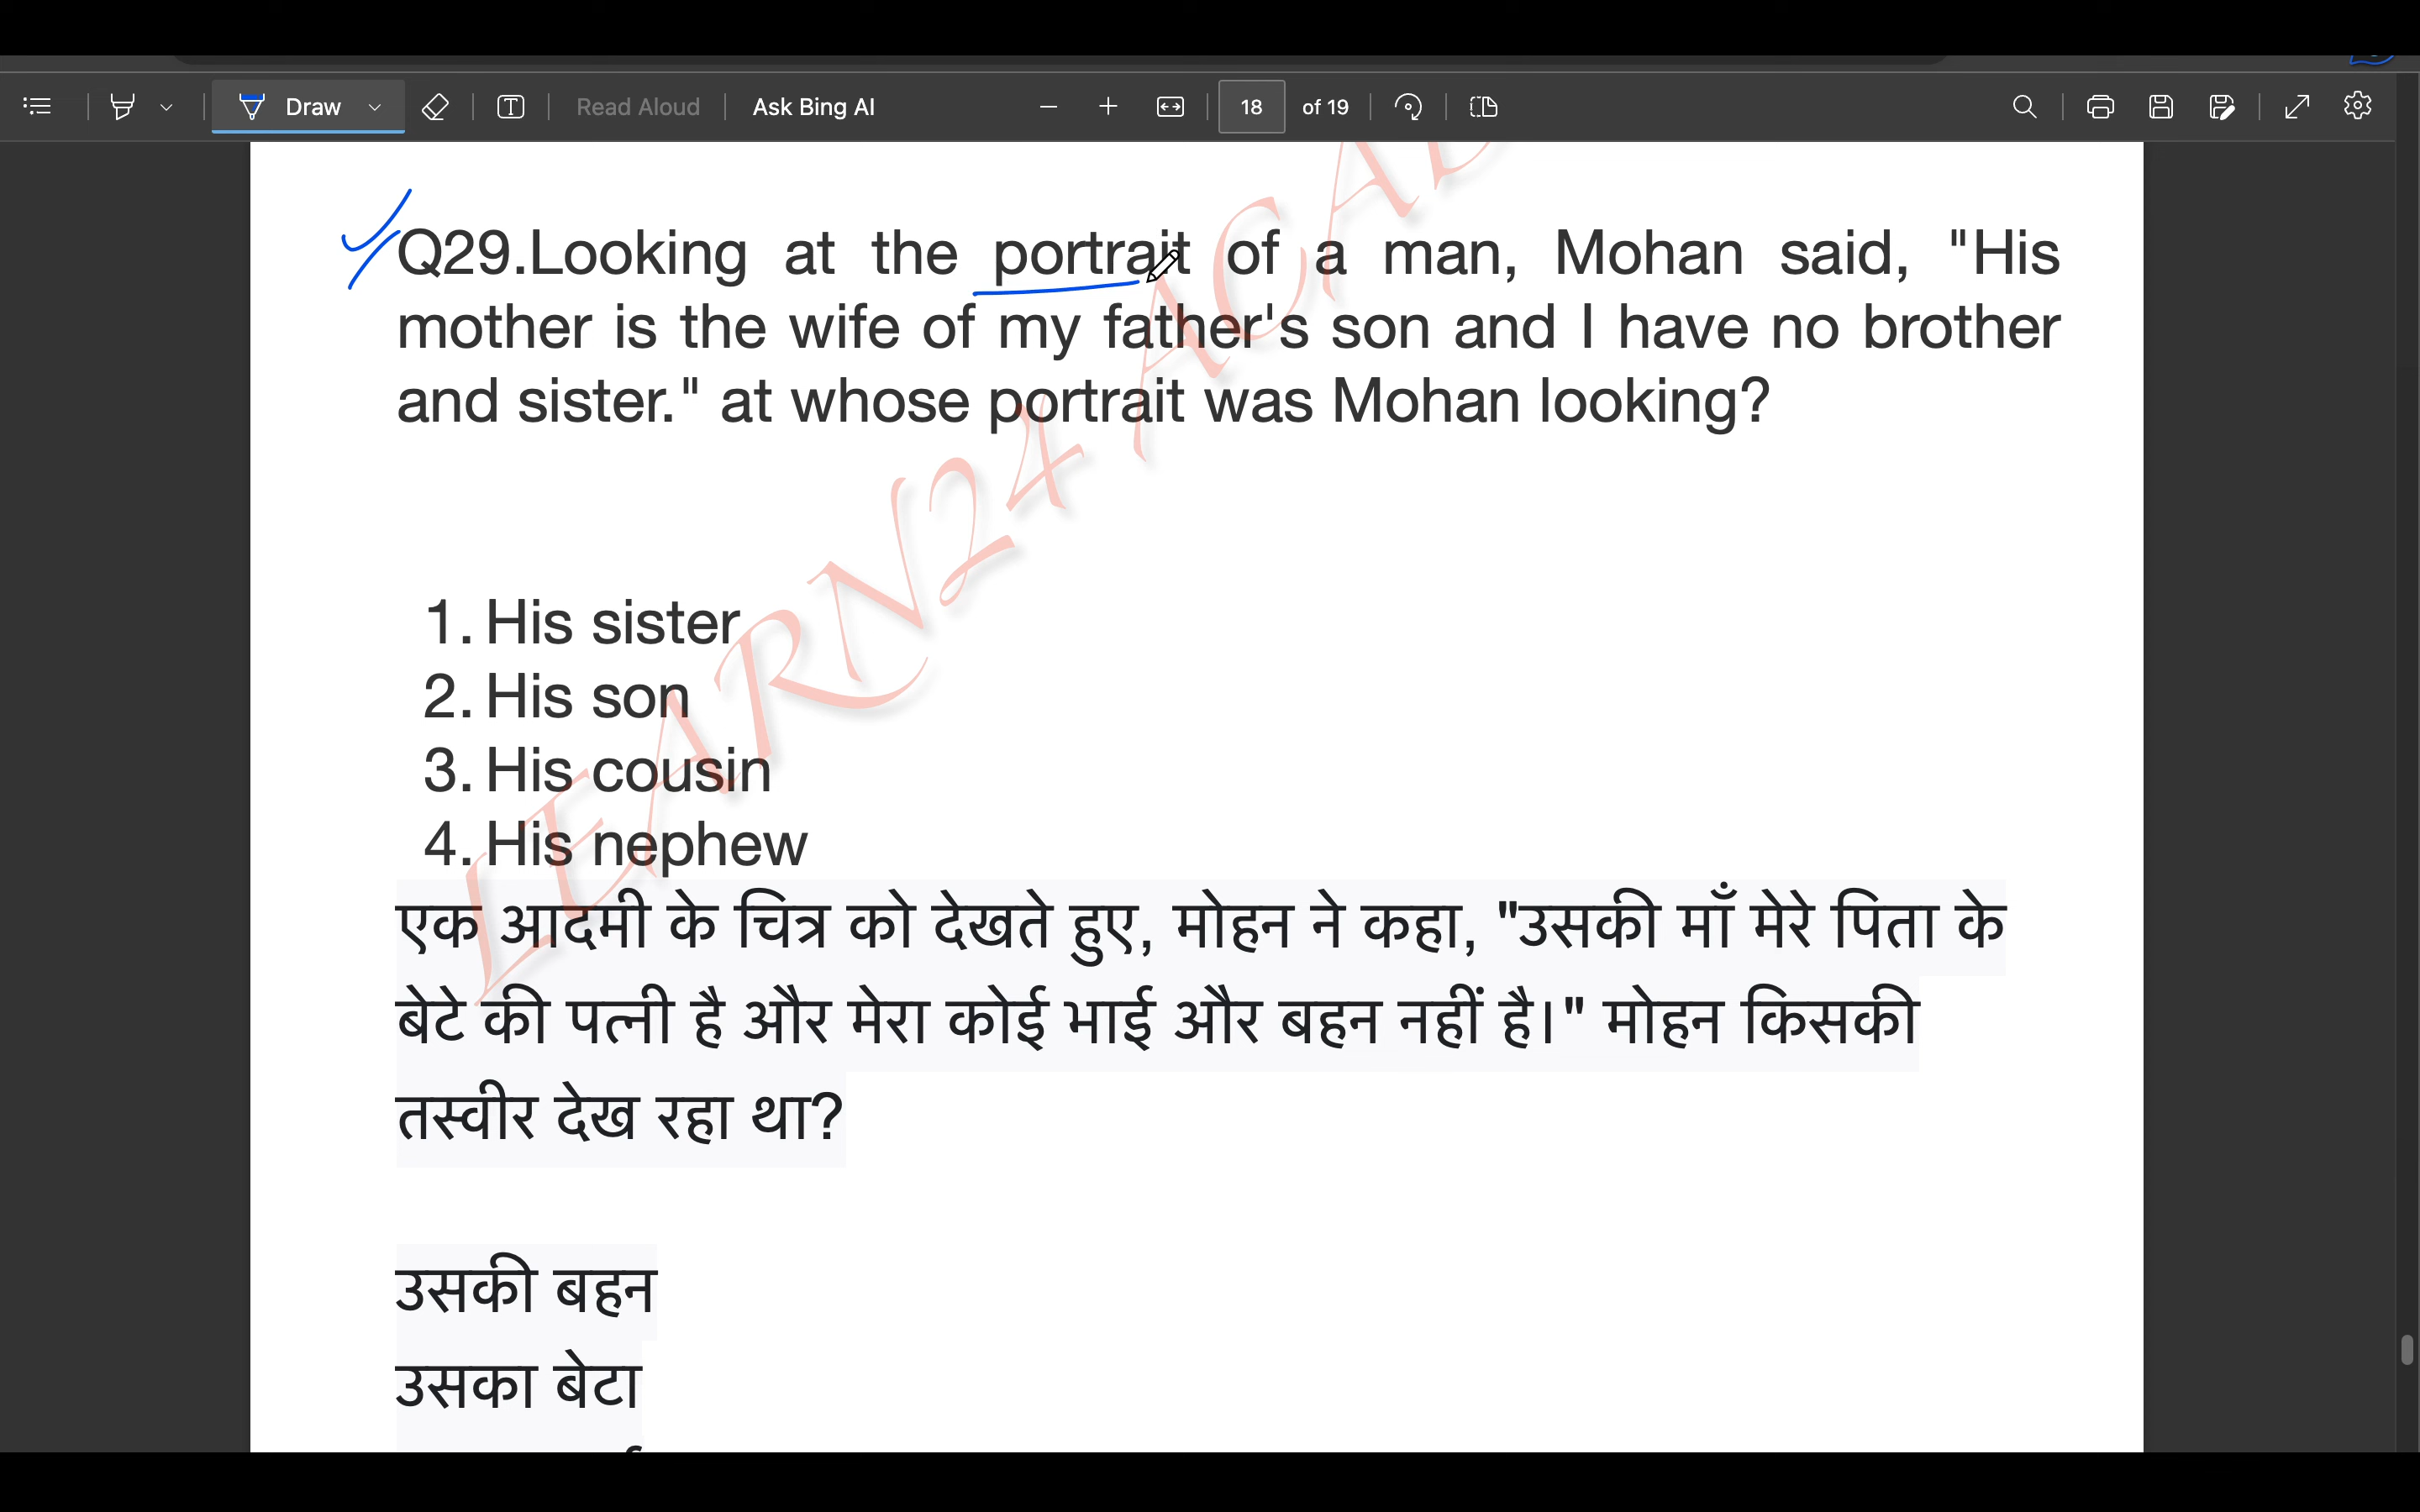 Draw
Read Aloud
Ask Bing AI
18 of 19
Q29.Looking at the portrait of a man, Mohan said, "His
mother is the wife of my father's son and I have no brother
and sister." at whose portrait was Mohan looking?
1. His sister
2. His son
3. His cousin
4. His nephew
एक आदमी के चित्र को देखते हुए, मोहन ने कहा, "उसकी माँ मेरे पिता के
बेटे की पत्नी है और मेरा कोई भाई और बहन नहीं है।" मोहन किसकी
तस्वीर देख रहा था?
उसकी बहन
उसका बेटा
LEARN24 ACAD